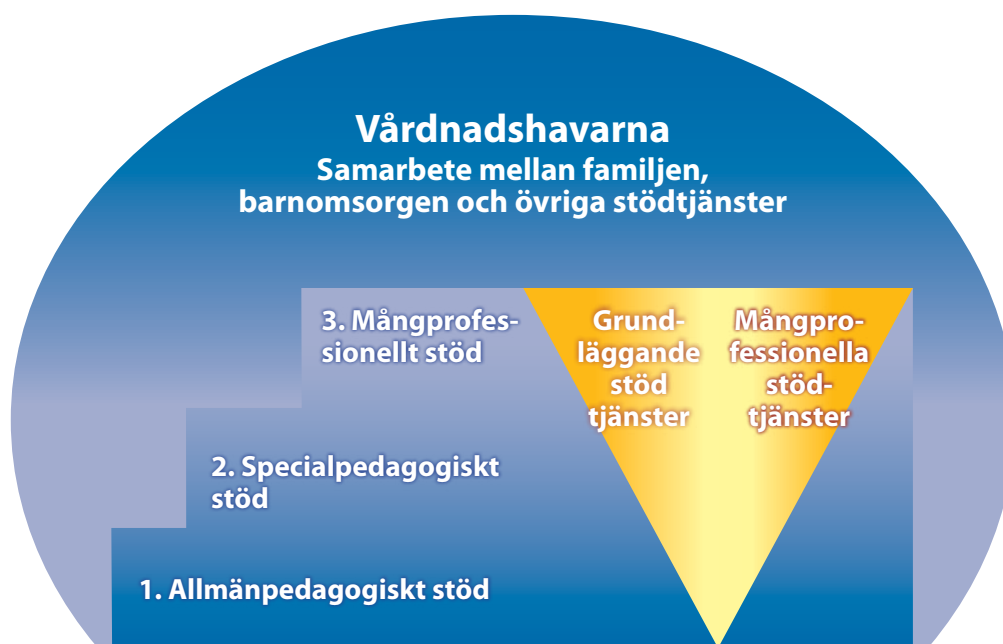 Vårdnadshavarna
Samarbete mellan familjen,
barnomsorgen och övriga stödtjänster
3. Mångprofes-
sionellt stöd
Grund-
läggande
stöd
tjänster
Mångpro-
fessionella
stöd-
tjänster
2. Specialpedagogiskt
stöd
1. Allmänpedagogiskt stöd